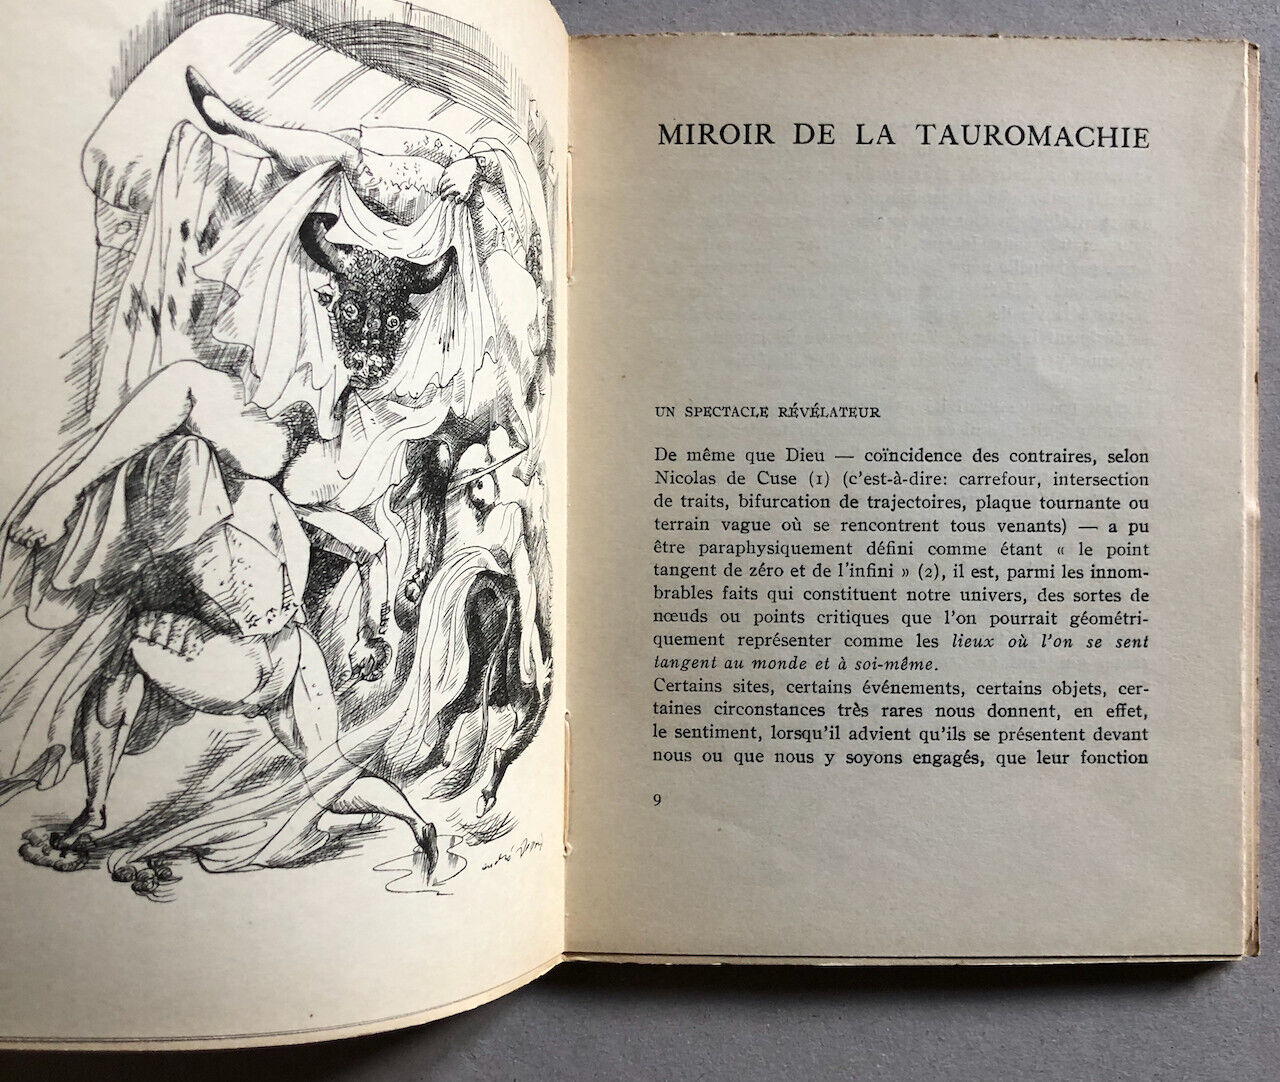 MIROIR DE LA TAUROMACHIE
UN SPECTACLE RÉVÉLATEUR
De même que Dieu — coïncidence des contraires, selon
Nicolas de Cuse (1) (c'est-à-dire: carrefour, intersection
de traits, bifurcation de trajectoires, plaque tournante ou
terrain vague où se rencontrent tous venants) — a pu
être paraphysiquement défini comme étant « le point
tangent de zéro et de l'infini » (2), il est, parmi les innom-
brables faits qui constituent notre univers, des sortes de
nœuds ou points critiques que l'on pourrait géométri-
quement représenter comme les lieux où l'on se sent
tangent au monde et à soi-même.
Certains sites, certains événements, certains objets, cer-
taines circonstances très rares nous donnent, en effet,
le sentiment, lorsqu'il advient qu'ils se présentent devant
nous ou que nous y soyons engagés, que leur fonction
9
andré